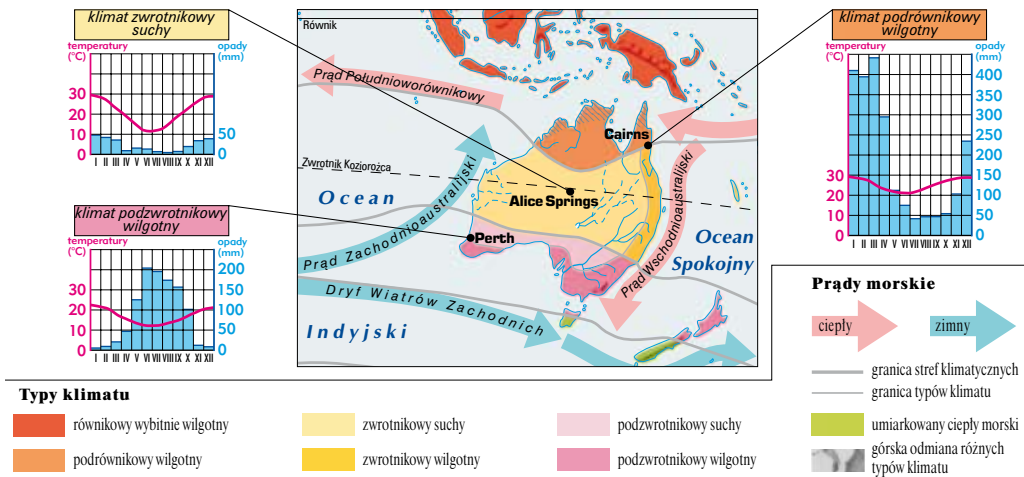 klimat zwrotnikowy
suchy
temperatury
(°C)
opady
(mm)
30
20
10
0
50
0
I II III IV V VI VII VIII IX X XI XII
klimat podzwrotnikowy
wilgotny
temperatury
(°C)
opady
(mm)
30
20
10
0
200
150
100
50
0
I II III IV V VI VII VIII IX X XI XII
Równik
Prąd Południoworównikowy
Cairns
Zwrotnik Koziorożca
Alice Springs
Ocean
Perth
Prąd Zachodnioaustralijski
Prąd Wschodnioaustralijski
Ocean
Spokojny
Dryf Wiatrów Zachodnich
Indyjski
klimat podrównikowy
wilgotny
temperatury
(°C)
opady
(mm)
30
20
10
0
400
350
300
250
200
150
100
50
0
I II III IV V VI VII VIII IX X XI XII
Prądy morskie
ciepły
zimny
granica stref klimatycznych
granica typów klimatu
umiarkowany ciepły morski
górska odmiana różnych
typów klimatu
Typy klimatu
równikowy wybitnie wilgotny
podrównikowy wilgotny
zwrotnikowy suchy
zwrotnikowy wilgotny
podzwrotnikowy suchy
podzwrotnikowy wilgotny